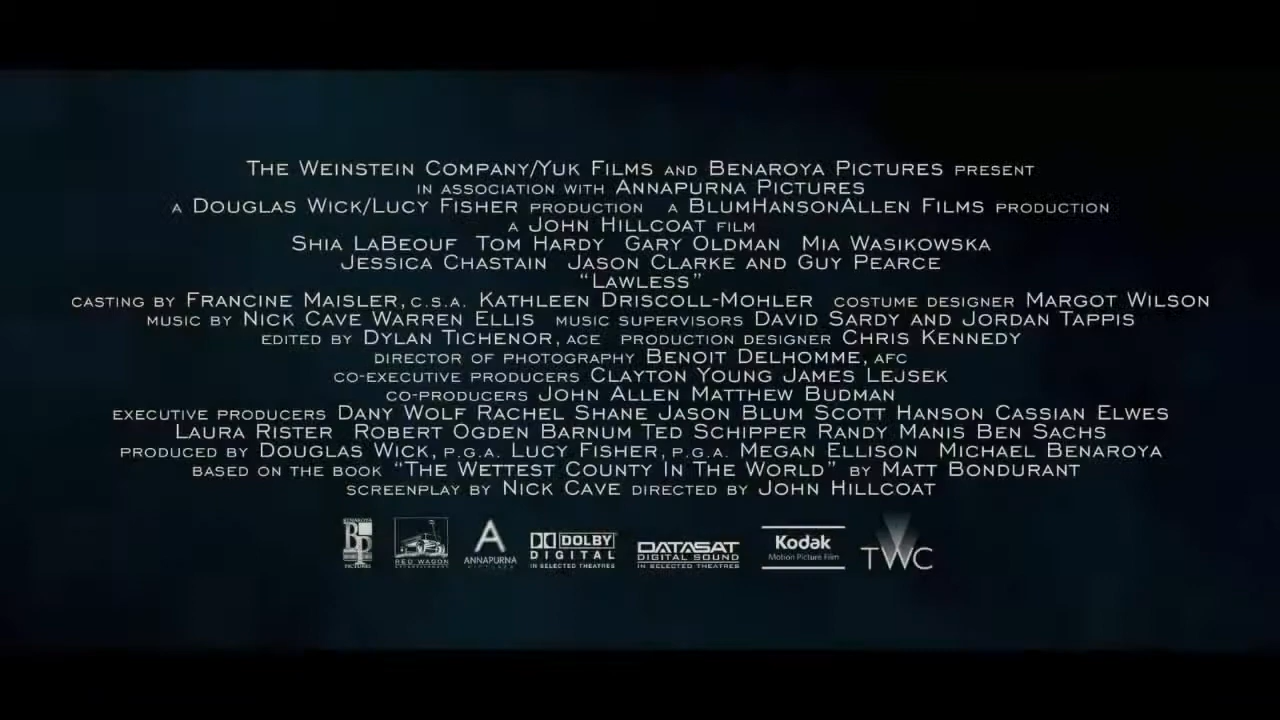 The Weinstein Company/Yuk Films and Benaroya Pictures present
in association with Annapurna Pictures
a Douglas Wick/Lucy Fisher production a BlumHansonAllen Films production
a John Hillcoat film
Shia LaBeouf Tom Hardy Gary Oldman Mia Wasikowska
Jessica Chastain Jason Clarke and Guy Pearce
“Lawless”
casting by Francine Maisler, c.s.a. Kathleen Driscoll-Mohler costume designer Margot Wilson
music by Nick Cave Warren Ellis music supervisors David Sardy and Jordan Tappis
edited by Dylan Tichenor, ace production designer Chris Kennedy
director of photography Benoit Delhomme, afc
co-executive producers Clayton Young James Lejsek
co-producers John Allen Matthew Budman
executive producers Dany Wolf Rachel Shane Jason Blum Scott Hanson Cassian Elwes
Laura Rister Robert Ogden Barnum Ted Schipper Randy Manis Ben Sachs
produced by Douglas Wick, p.g.a. Lucy Fisher, p.g.a. Megan Ellison Michael Benaroya
based on the book “The Wettest County In The World” by Matt Bondurant
screenplay by Nick Cave directed by John Hillcoat
BENAROYA BP PICTURES
RED WAGON ENTERTAINMENT
ANNAPURNA PICTURES
DOLBY DIGITAL IN SELECTED THEATRES
DATASAT DIGITAL SOUND IN SELECTED THEATRES
Kodak Motion Picture Film
TWC